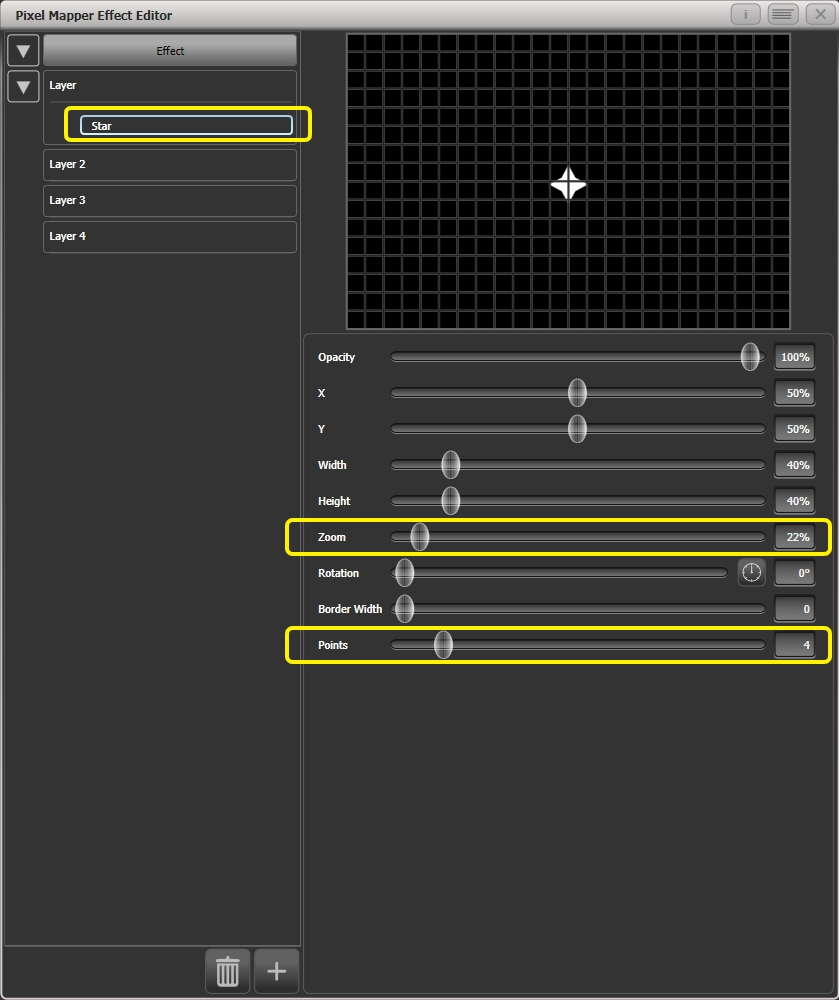 Pixel Mapper Effect Editor
i
Effect
Layer
Star
Layer 2
Layer 3
Layer 4
Opacity 100%
X 50%
Y 50%
Width 40%
Height 40%
Zoom 22%
Rotation 0°
Border Width 0
Points 4